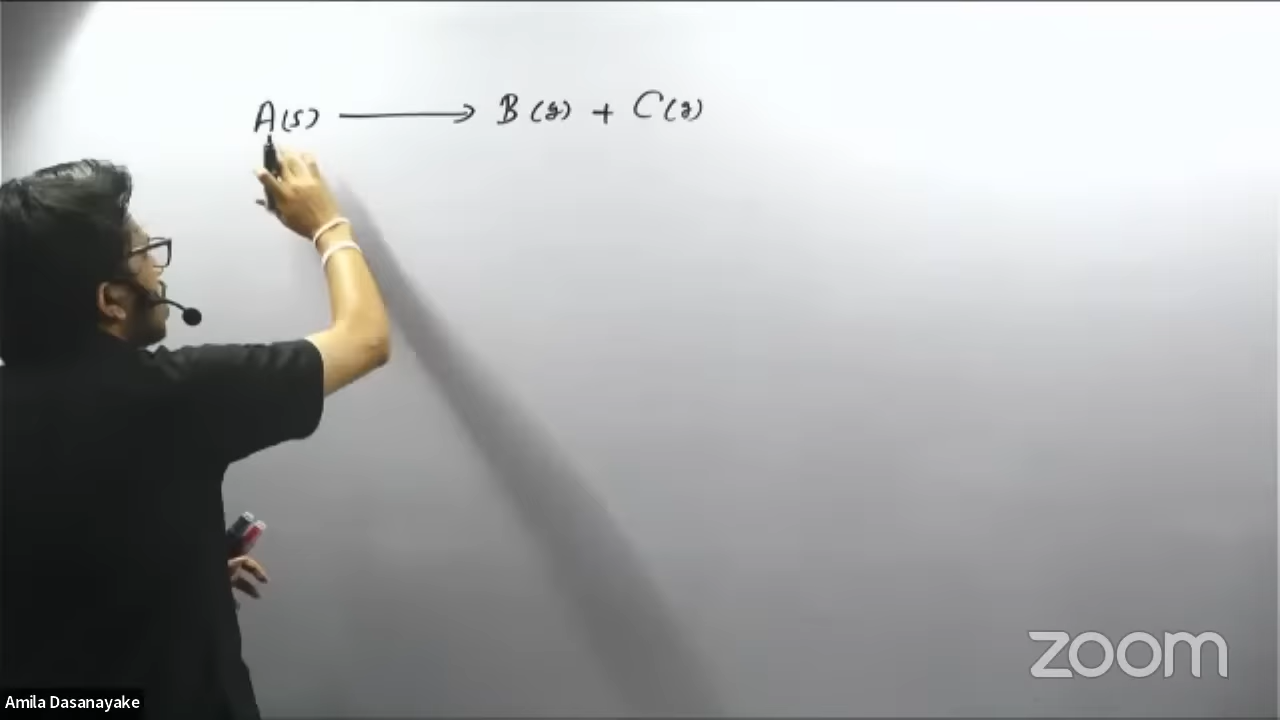 A(s) ⟶ B(g) + C(g)
zoom
Amila Dasanayake